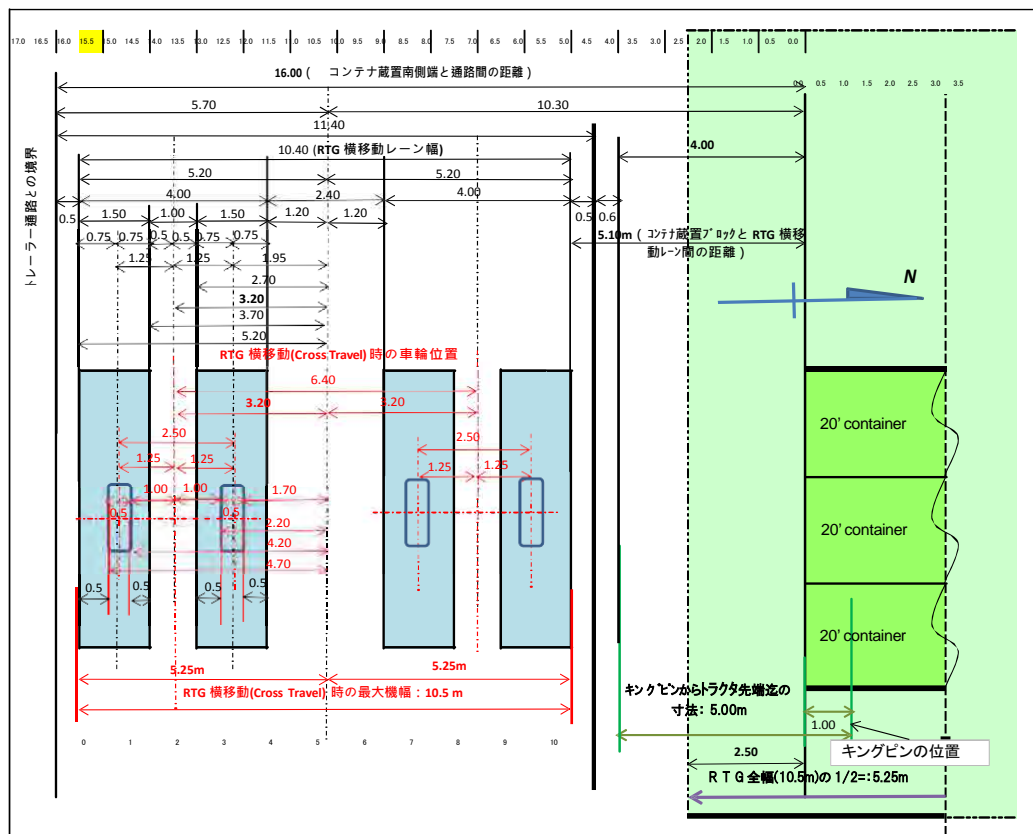 17.0 16.5 16.0 15.5 15.0 14.5 14.0 13.5 13.0 12.5 12.0 11.5 11.0 10.5 10.0 9.5 9.0 8.5 8.0 7.5 7.0 6.5 6.0 5.5 5.0 4.5 4.0 3.5 3.0 2.5 2.0 1.5 1.0 0.5 0.0
16.00 ( コンテナ蔵置南側端と通路間の距離 )
0.0 0.5 1.0 1.5 2.0 2.5 3.0 3.5
5.70 10.30
11.40
10.40 (RTG 横移動レーン幅)
4.00
5.20 5.20
4.00 2.40 4.00
0.5 1.50 1.00 1.50 1.20 1.20 0.5 0.6
0.75 0.75 0.5 0.5 0.75 0.75
5.10m ( コンテナ蔵置ブロックと RTG 横移
動レーン間の距離 )
1.25 1.25 1.95
トレーラー通路との境界
2.70
N
3.20
3.70
5.20
RTG 横移動(Cross Travel) 時の車輪位置
6.40
3.20 3.20
20' container
2.50 2.50
1.25 1.25 1.25 1.25
1.00 1.00 1.70
0.5 0.5
2.20
20' container
4.20
4.70
0.5 0.5 0.5 0.5
20' container
5.25m 5.25m
RTG 横移動(Cross Travel) 時の最大機幅 : 10.5 m
キングピンからトラクタ先端迄の
寸法: 5.00m
1.00
0 1 2 3 4 5 6 7 8 9 10
キングピンの位置
2.50
RTG全幅(10.5m)の 1/2=:5.25m